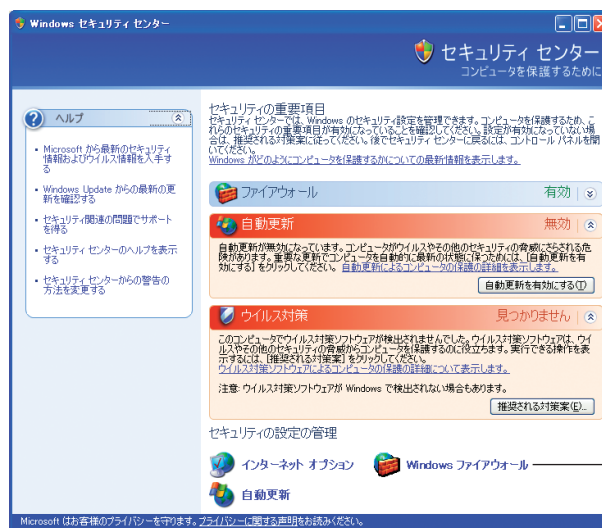 Windows セキュリティ センター
セキュリティ センター
コンピュータを保護するために
ヘルプ
Microsoft から最新のセキュリティ
情報およびウイルス情報を入手す
る
Windows Update からの最新の更
新を確認する
セキュリティ関連の問題でサポート
を得る
セキュリティ センターのヘルプを表示
する
セキュリティ センターからの警告の
方法を変更する
セキュリティの重要項目
セキュリティ センターでは、Windows のセキュリティ設定を管理できます。コンピュータを保護するため、こ
れらのセキュリティの重要項目が有効になっていることを確認してください。設定が有効になっていない場
合は、推奨される対策案に従ってください。後でセキュリティ センターに戻るには、コントロール パネルを開
いてください。
Windows がどのようにコンピュータを保護するかについての最新情報を表示します。
ファイアウォール 有効
自動更新 無効
自動更新が無効になっています。コンピュータがウイルスやその他のセキュリティの脅威にさらされる危
険があります。重要な更新でコンピュータを自動的に最新の状態に保つためには、[自動更新を有
効にする] をクリックしてください。 自動更新によるコンピュータの保護の詳細を表示します。
自動更新を有効にする(T)
ウイルス対策 見つかりません
このコンピュータでウイルス対策ソフトウェアが検出されませんでした。ウイルス対策ソフトウェアは、ウイ
ルスやその他のセキュリティの脅威からコンピュータを保護するのに役立ちます。実行できる操作を表
示するには、[推奨される対策案] をクリックしてください。
ウイルス対策ソフトウェアによるコンピュータの保護の詳細について表示します。
注意: ウイルス対策ソフトウェアが Windows で検出されない場合もあります。
推奨される対策案(E)...
セキュリティの設定の管理
インターネット オプション Windows ファイアウォール
自動更新
Microsoft はお客様のプライバシーを守ります。プライバシーに関する声明をお読みください。